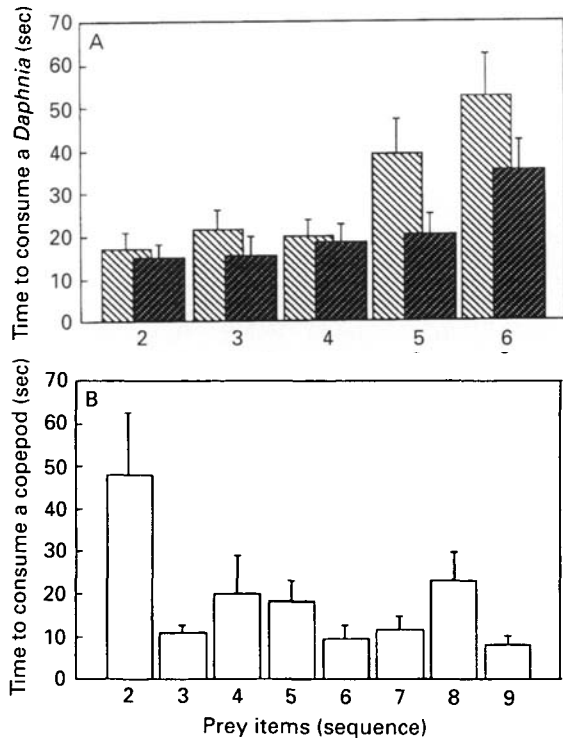 A
Time to consume a Daphnia (sec)
70
60
50
40
30
20
10
0
2 3 4 5 6
B
Time to consume a copepod (sec)
70
60
50
40
30
20
10
0
2 3 4 5 6 7 8 9
Prey items (sequence)